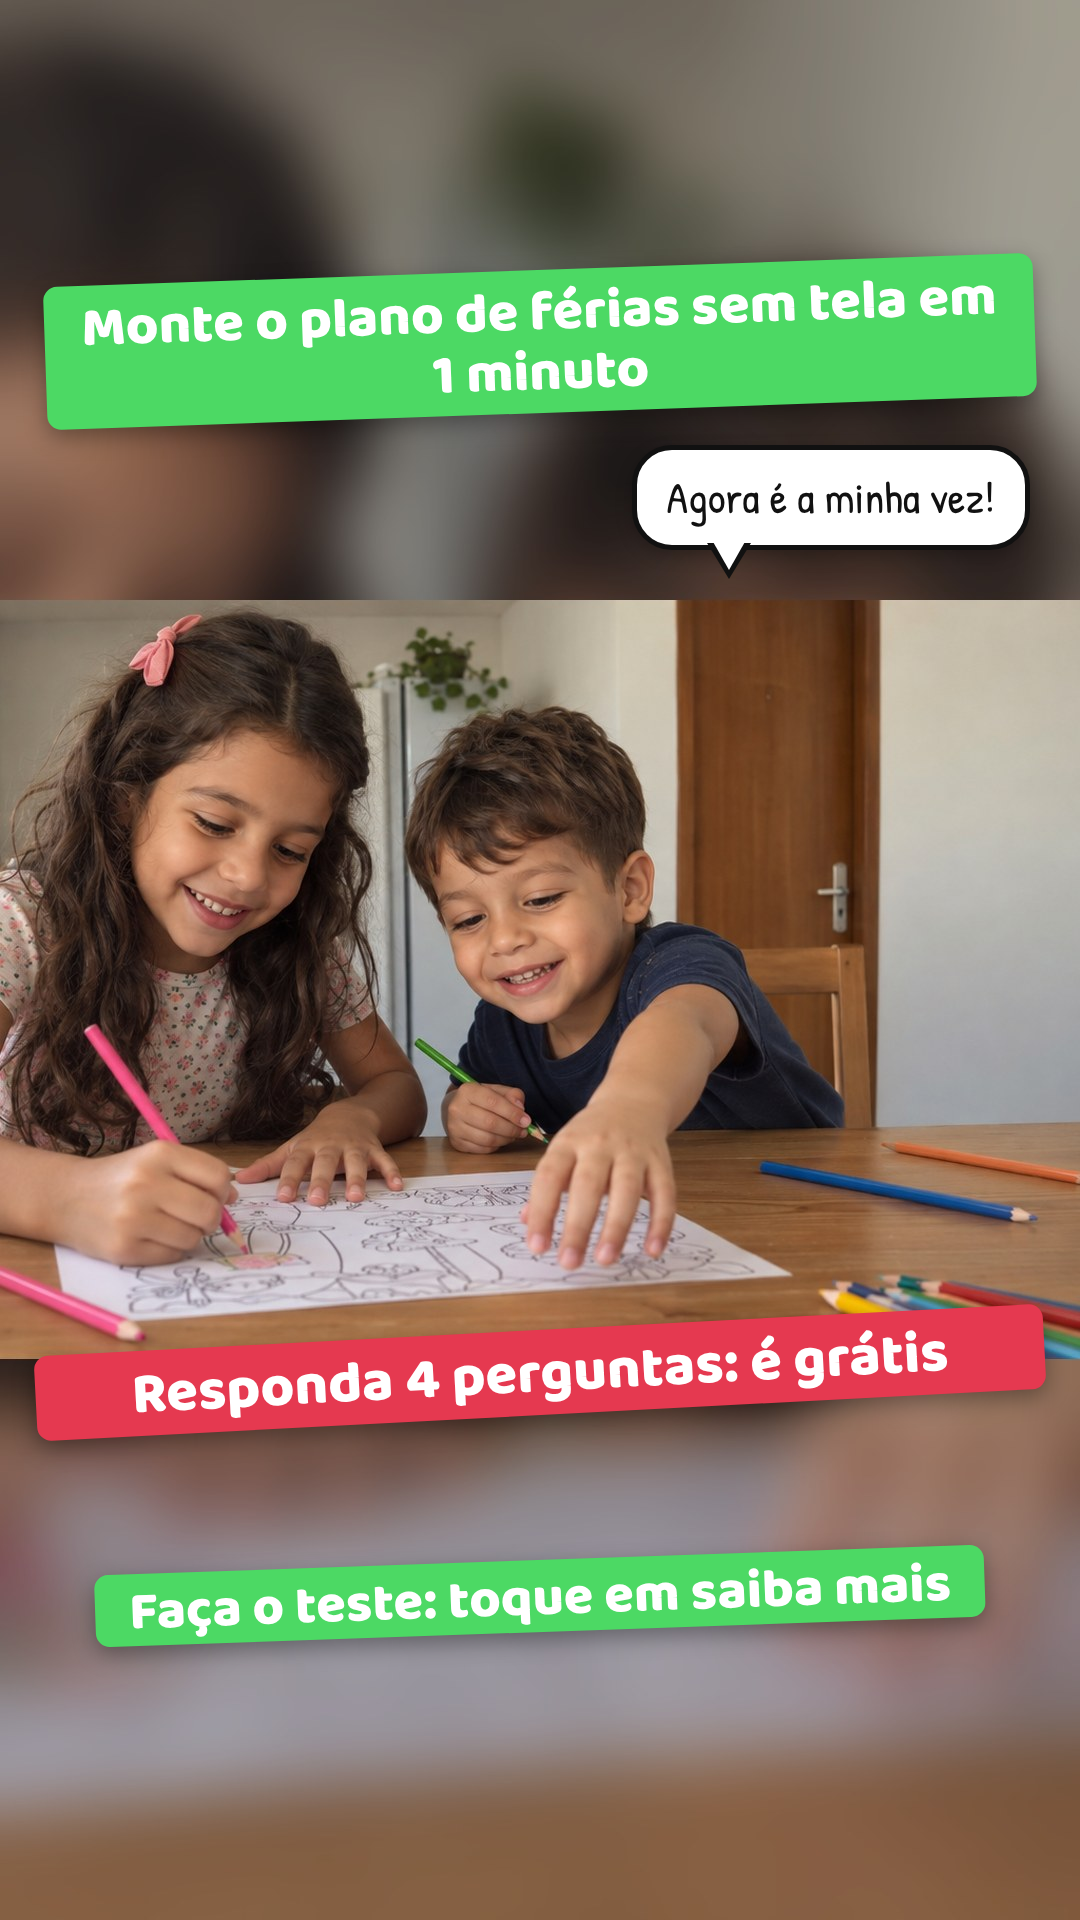 Monte o plano de férias sem tela em
1 minuto
Agora é a minha vez!
Responda 4 perguntas: é grátis
Faça o teste: toque em saiba mais